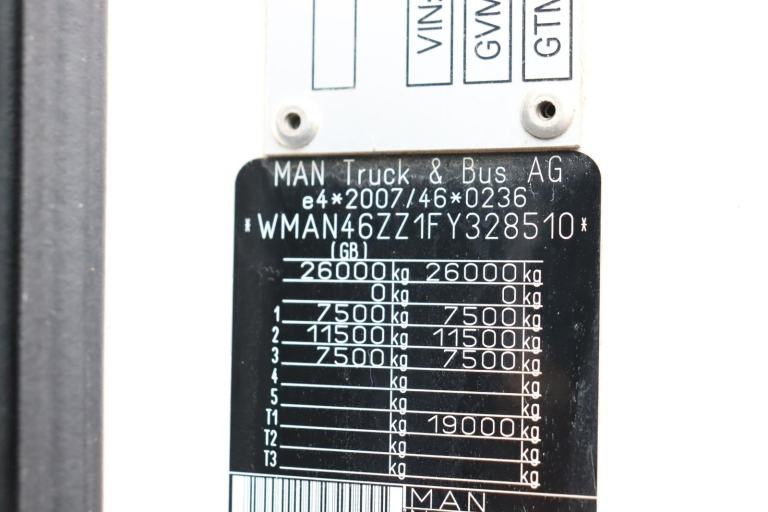 VIN:
GVM
GTM
MAN Truck & Bus AG
e4*2007/46*0236
*WMAN46ZZ1FY328510*
(GB)
26000 kg 26000 kg
0 kg 0 kg
1 7500 kg 7500 kg
2 11500 kg 11500 kg
3 7500 kg 7500 kg
4 kg kg
5 kg kg
T1 kg 19000 kg
T2 kg kg
T3 kg kg
MAN